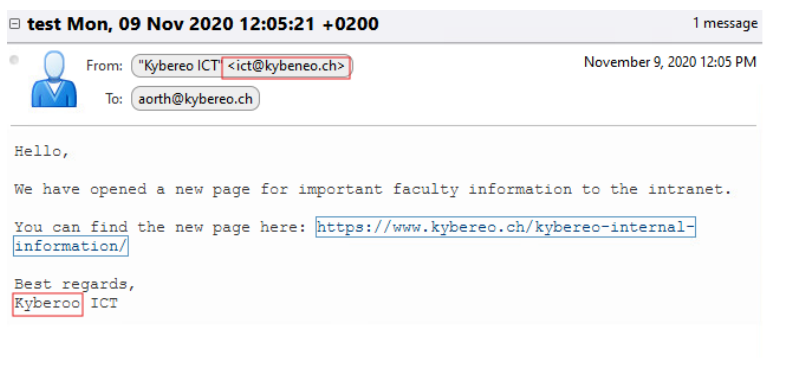 test Mon, 09 Nov 2020 12:05:21 +0200 1 message
From: "Kybereo ICT" <ict@kybeneo.ch> November 9, 2020 12:05 PM
To: aorth@kybereo.ch
Hello,
We have opened a new page for important faculty information to the intranet.
You can find the new page here: https://www.kybereo.ch/kybereo-internal-
information/
Best regards,
Kyberoo ICT